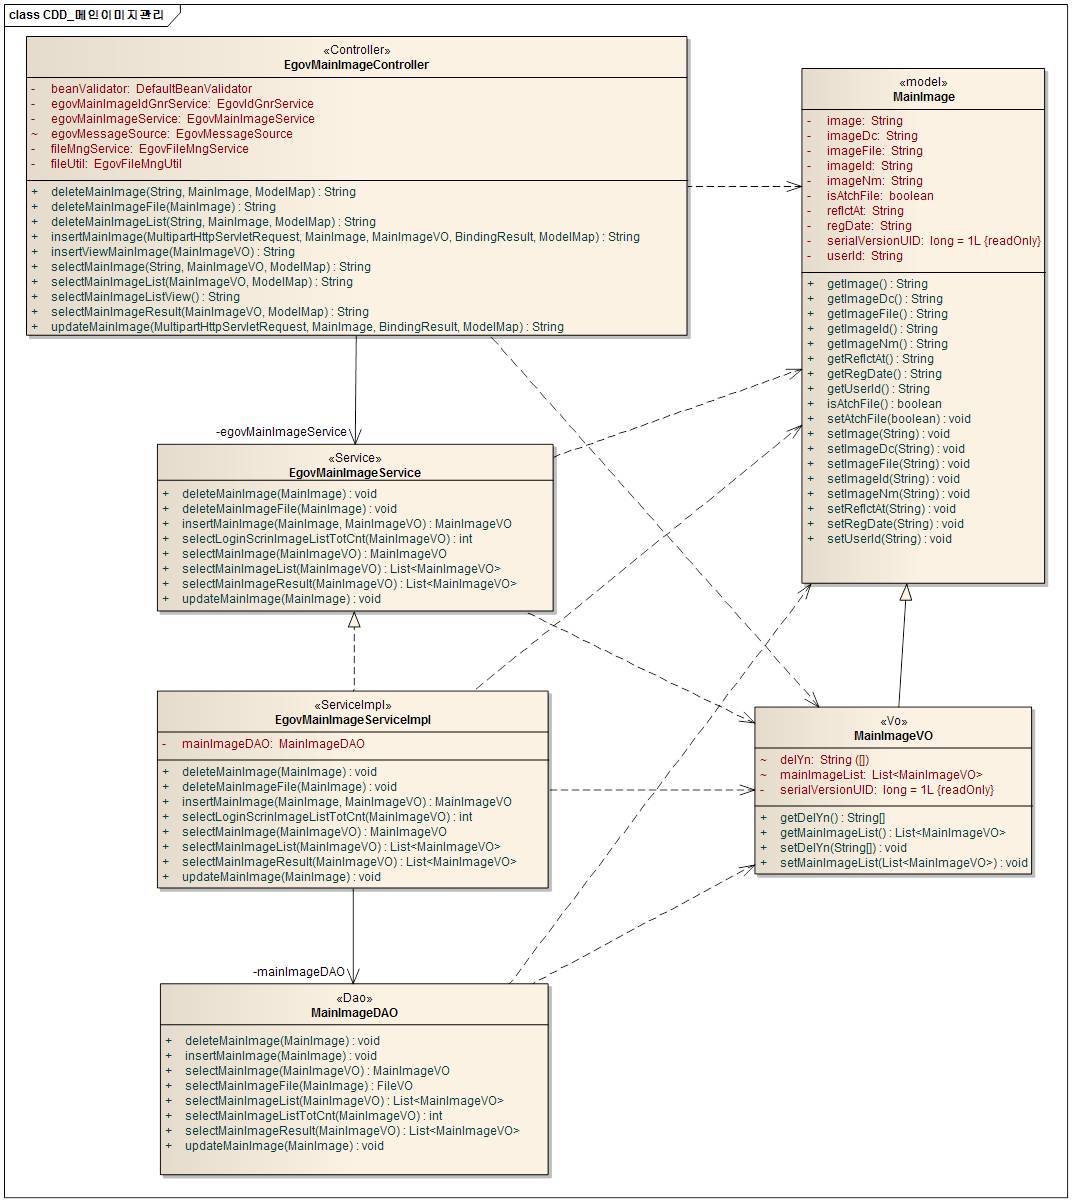 class CDD_메인이미지관리
«Controller»
EgovMainImageController
- beanValidator: DefaultBeanValidator
- egovMainImageIdGnrService: EgovIdGnrService
- egovMainImageService: EgovMainImageService
~ egovMessageSource: EgovMessageSource
- fileMngService: EgovFileMngService
- fileUtil: EgovFileMngUtil
+ deleteMainImage(String, MainImage, ModelMap) : String
+ deleteMainImageFile(MainImage) : String
+ deleteMainImageList(String, MainImage, ModelMap) : String
+ insertMainImage(MultipartHttpServletRequest, MainImage, MainImageVO, BindingResult, ModelMap) : String
+ insertViewMainImage(MainImageVO) : String
+ selectMainImage(String, MainImageVO, ModelMap) : String
+ selectMainImageList(MainImageVO, ModelMap) : String
+ selectMainImageListView() : String
+ selectMainImageResult(MainImageVO, ModelMap) : String
+ updateMainImage(MultipartHttpServletRequest, MainImage, BindingResult, ModelMap) : String
«model»
MainImage
- image: String
- imageDc: String
- imageFile: String
- imageId: String
- imageNm: String
- isAtchFile: boolean
- reflctAt: String
- regDate: String
- serialVersionUID: long = 1L {readOnly}
- userId: String
+ getImage() : String
+ getImageDc() : String
+ getImageFile() : String
+ getImageId() : String
+ getImageNm() : String
+ getReflctAt() : String
+ getRegDate() : String
+ getUserId() : String
+ isAtchFile() : boolean
+ setAtchFile(boolean) : void
+ setImage(String) : void
+ setImageDc(String) : void
+ setImageFile(String) : void
+ setImageId(String) : void
+ setImageNm(String) : void
+ setReflctAt(String) : void
+ setRegDate(String) : void
+ setUserId(String) : void
-egovMainImageService
«Service»
EgovMainImageService
+ deleteMainImage(MainImage) : void
+ deleteMainImageFile(MainImage) : void
+ insertMainImage(MainImage, MainImageVO) : MainImageVO
+ selectLoginScrinImageListTotCnt(MainImageVO) : int
+ selectMainImage(MainImageVO) : MainImageVO
+ selectMainImageList(MainImageVO) : List<MainImageVO>
+ selectMainImageResult(MainImageVO) : List<MainImageVO>
+ updateMainImage(MainImage) : void
«ServiceImpl»
EgovMainImageServiceImpl
- mainImageDAO: MainImageDAO
+ deleteMainImage(MainImage) : void
+ deleteMainImageFile(MainImage) : void
+ insertMainImage(MainImage, MainImageVO) : MainImageVO
+ selectLoginScrinImageListTotCnt(MainImageVO) : int
+ selectMainImage(MainImageVO) : MainImageVO
+ selectMainImageList(MainImageVO) : List<MainImageVO>
+ selectMainImageResult(MainImageVO) : List<MainImageVO>
+ updateMainImage(MainImage) : void
«Vo»
MainImageVO
~ delYn: String ([])
~ mainImageList: List<MainImageVO>
- serialVersionUID: long = 1L {readOnly}
+ getDelYn() : String[]
+ getMainImageList() : List<MainImageVO>
+ setDelYn(String[]) : void
+ setMainImageList(List<MainImageVO>) : void
-mainImageDAO
«Dao»
MainImageDAO
+ deleteMainImage(MainImage) : void
+ insertMainImage(MainImage) : void
+ selectMainImage(MainImageVO) : MainImageVO
+ selectMainImageFile(MainImage) : FileVO
+ selectMainImageList(MainImageVO) : List<MainImageVO>
+ selectMainImageListTotCnt(MainImageVO) : int
+ selectMainImageResult(MainImageVO) : List<MainImageVO>
+ updateMainImage(MainImage) : void